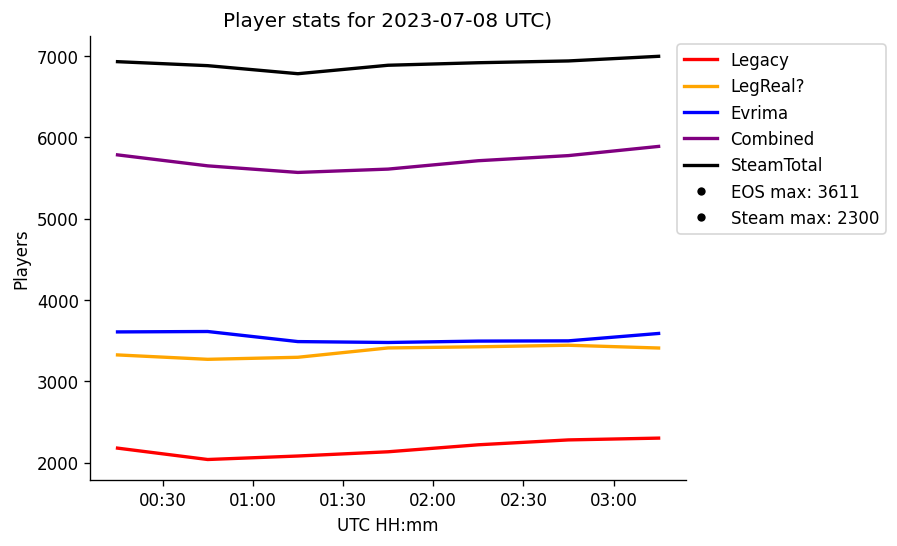 Player stats for 2023-07-08 UTC)
7000
6000
5000
4000
3000
2000
Players
00:30
01:00
01:30
02:00
02:30
03:00
UTC HH:mm
Legacy
LegReal?
Evrima
Combined
SteamTotal
EOS max: 3611
Steam max: 2300